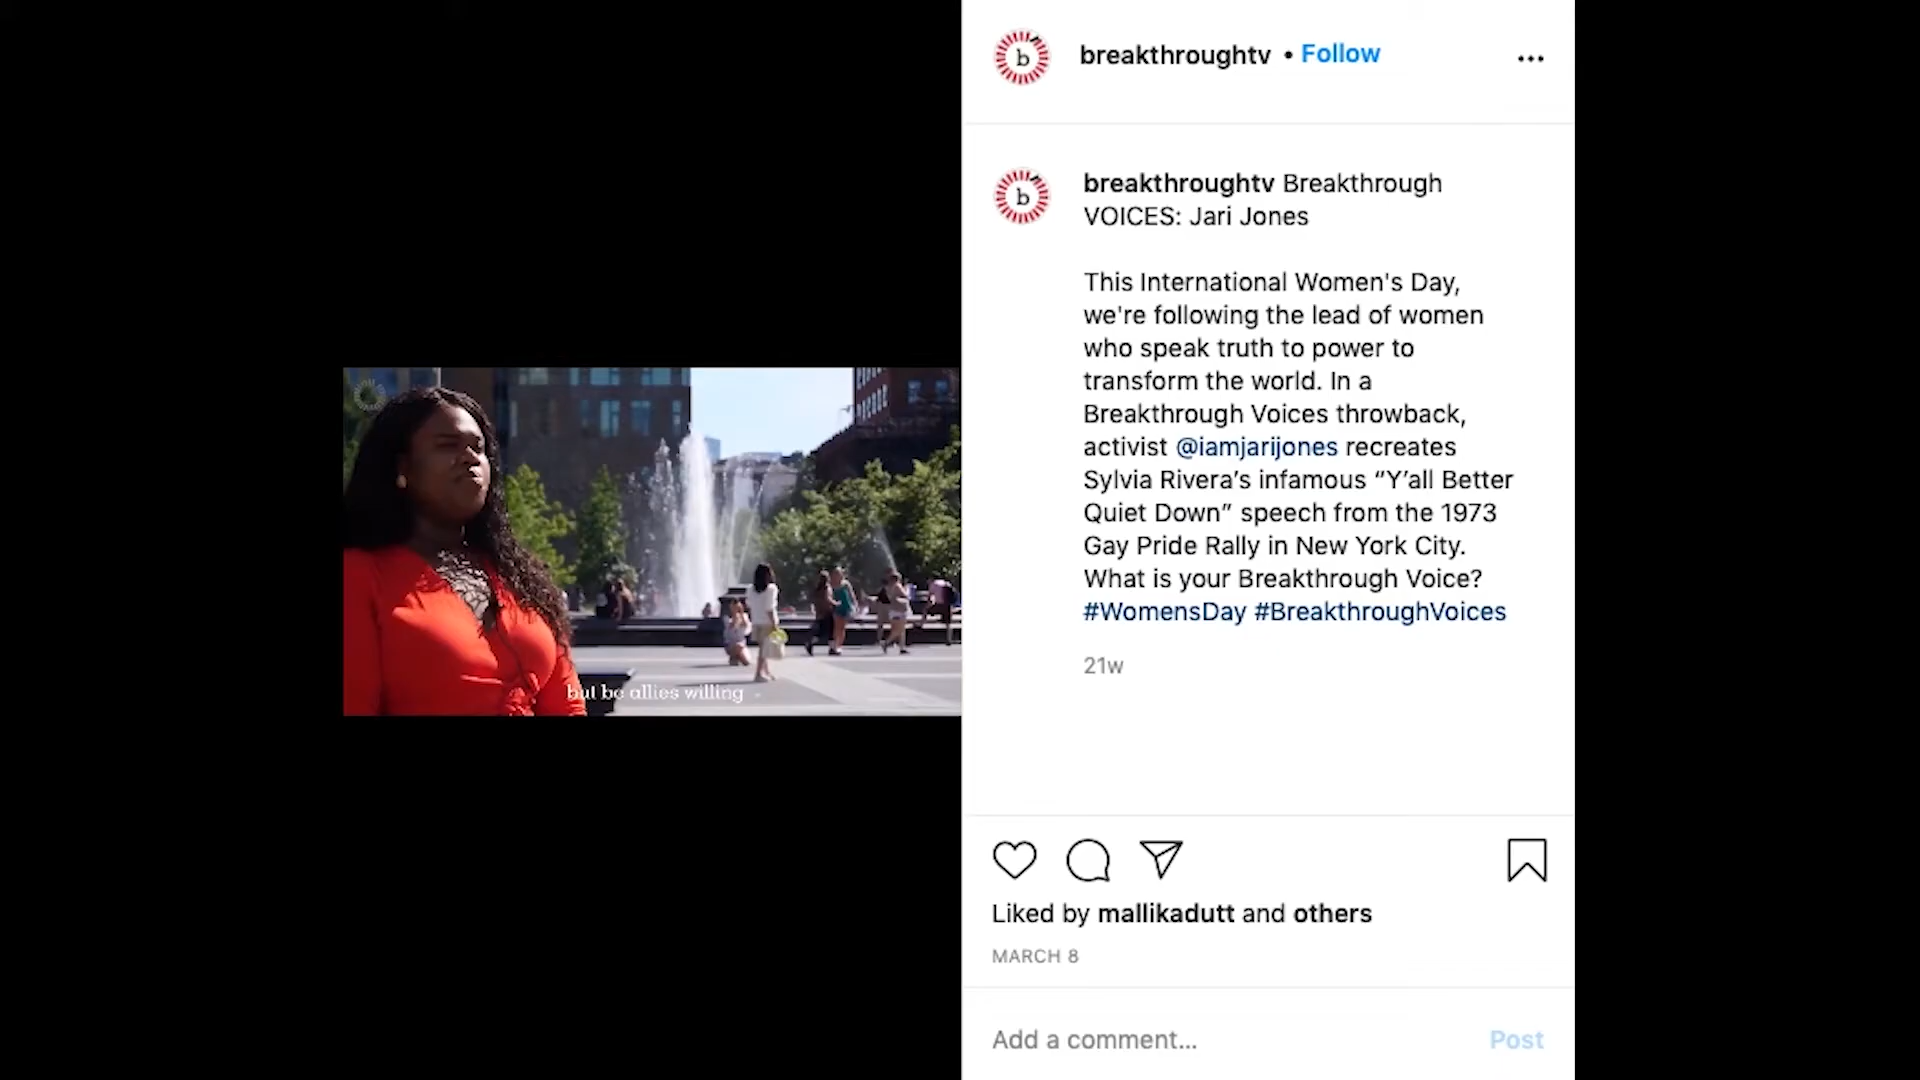 breakthroughtv • Follow
breakthroughtv Breakthrough
VOICES: Jari Jones
This International Women's Day,
we're following the lead of women
who speak truth to power to
transform the world. In a
Breakthrough Voices throwback,
activist @iamjarijones recreates
Sylvia Rivera’s infamous “Y’all Better
Quiet Down” speech from the 1973
Gay Pride Rally in New York City.
What is your Breakthrough Voice?
#WomensDay #BreakthroughVoices
21w
but be allies willing
Liked by mallikadutt and others
MARCH 8
Add a comment...
Post
b
b